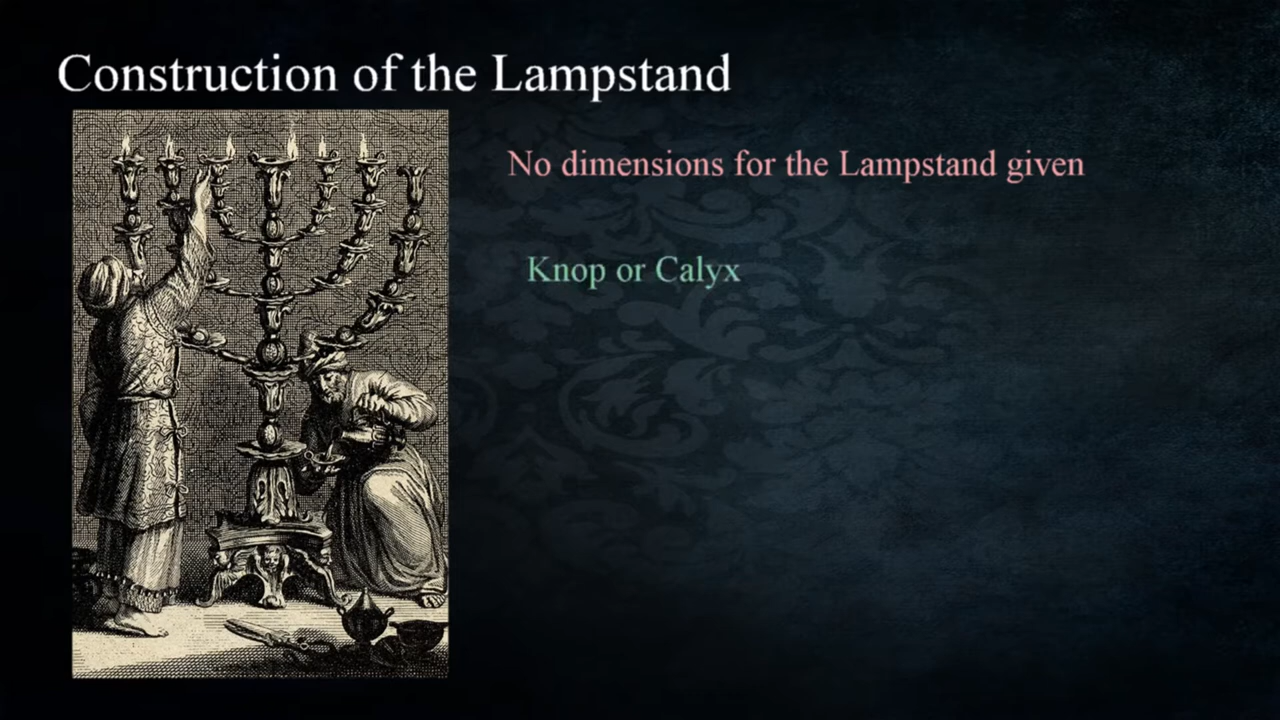 Construction of the Lampstand
No dimensions for the Lampstand given
Knop or Calyx